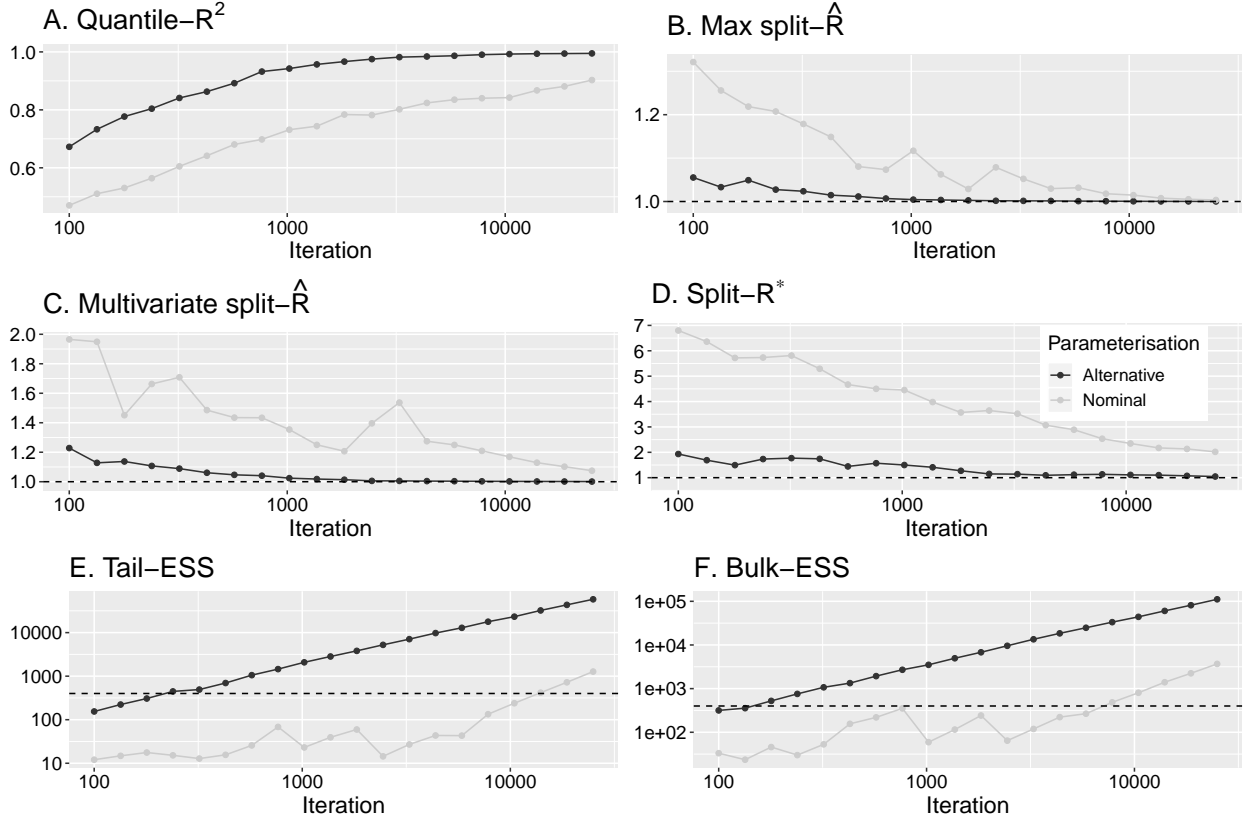 A. Quantile−R²
1.0
0.8
0.6
100
1000
10000
Iteration
B. Max split−R̂
1.2
1.0
100
1000
10000
Iteration
C. Multivariate split−R̂
2.0
1.8
1.6
1.4
1.2
1.0
100
1000
10000
Iteration
D. Split−R*
7
6
5
4
3
2
1
Parameterisation
Alternative
Nominal
100
1000
10000
Iteration
E. Tail−ESS
10000
1000
100
10
100
1000
10000
Iteration
F. Bulk−ESS
1e+05
1e+04
1e+03
1e+02
100
1000
10000
Iteration